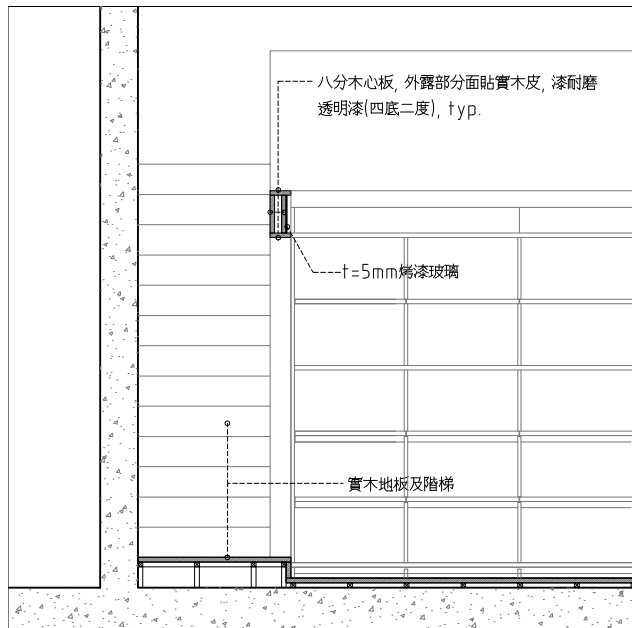 八分木心板, 外露部分面貼實木皮, 漆耐磨
透明漆(四底二度), typ.
t=5mm烤漆玻璃
實木地板及階梯